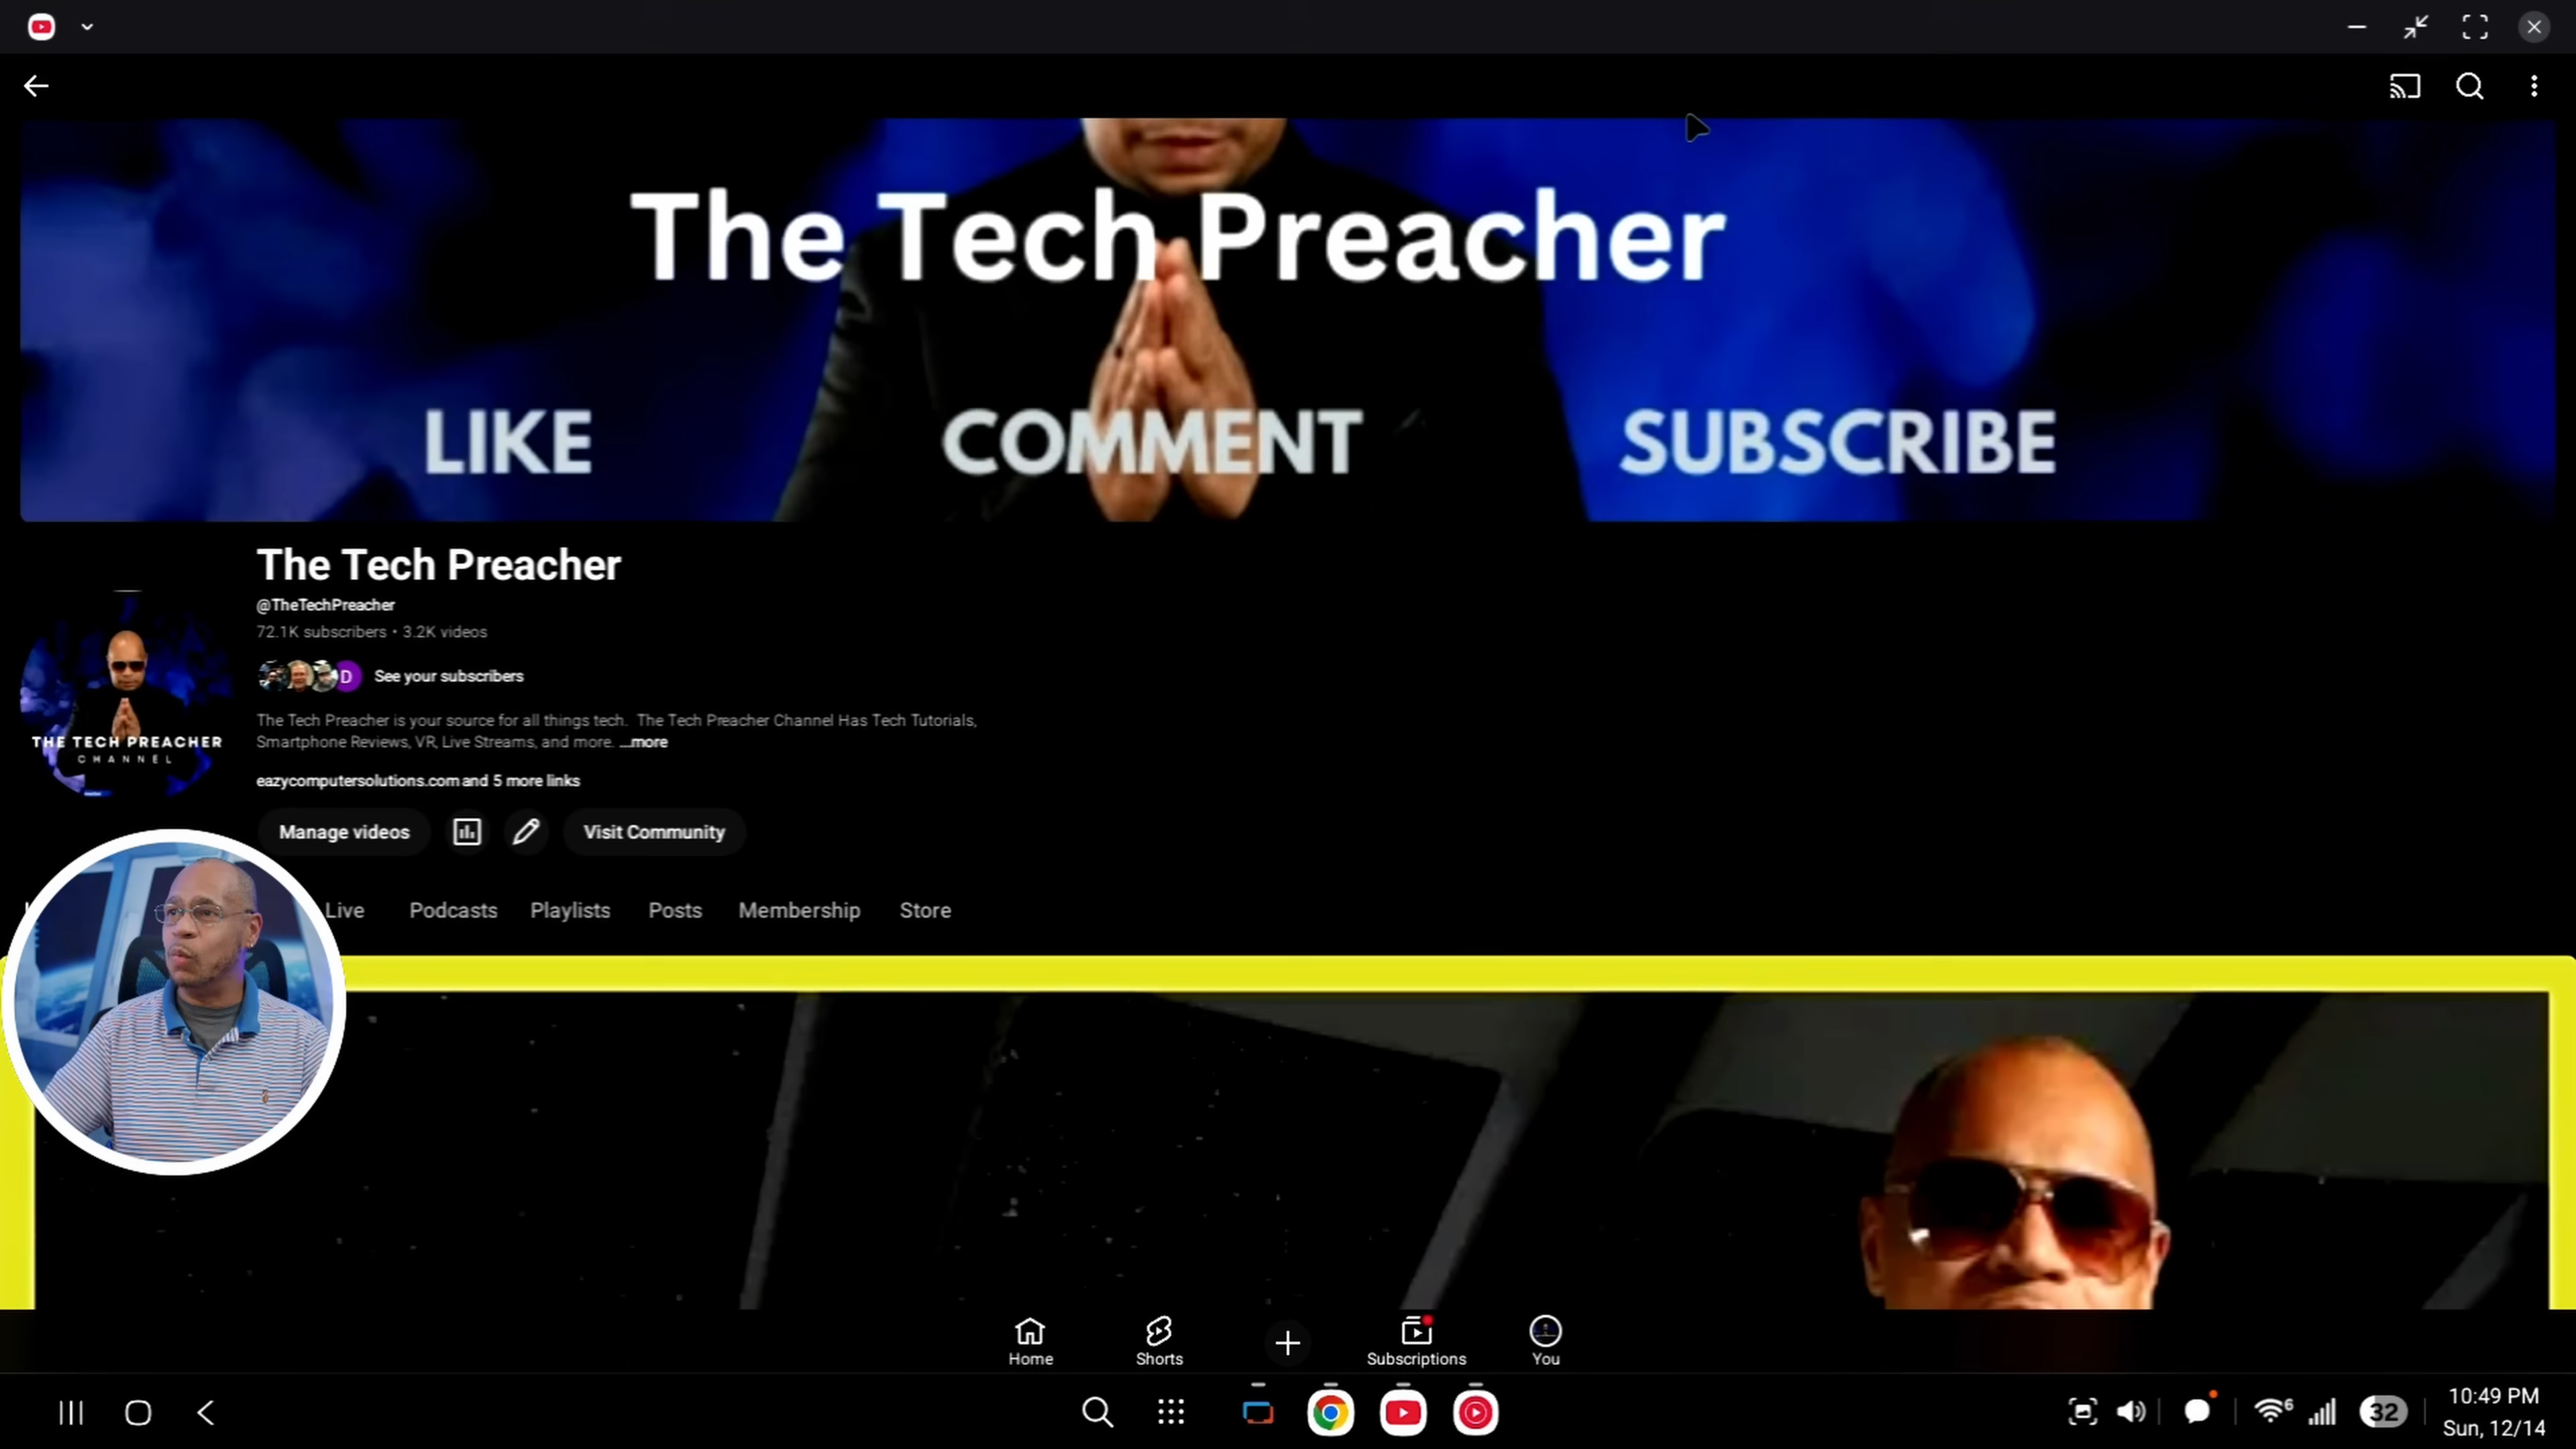 The Tech Preacher
LIKE COMMENT SUBSCRIBE
The Tech Preacher
@TheTechPreacher
72.1K subscribers • 3.2K videos
D See your subscribers
The Tech Preacher is your source for all things tech. The Tech Preacher Channel Has Tech Tutorials,
Smartphone Reviews, VR, Live Streams, and more. ...more
THE TECH PREACHER
CHANNEL
eazycomputersolutions.com and 5 more links
Manage videos Visit Community
Live Podcasts Playlists Posts Membership Store
Home Shorts Subscriptions You
6 32 10:49 PM
Sun, 12/14